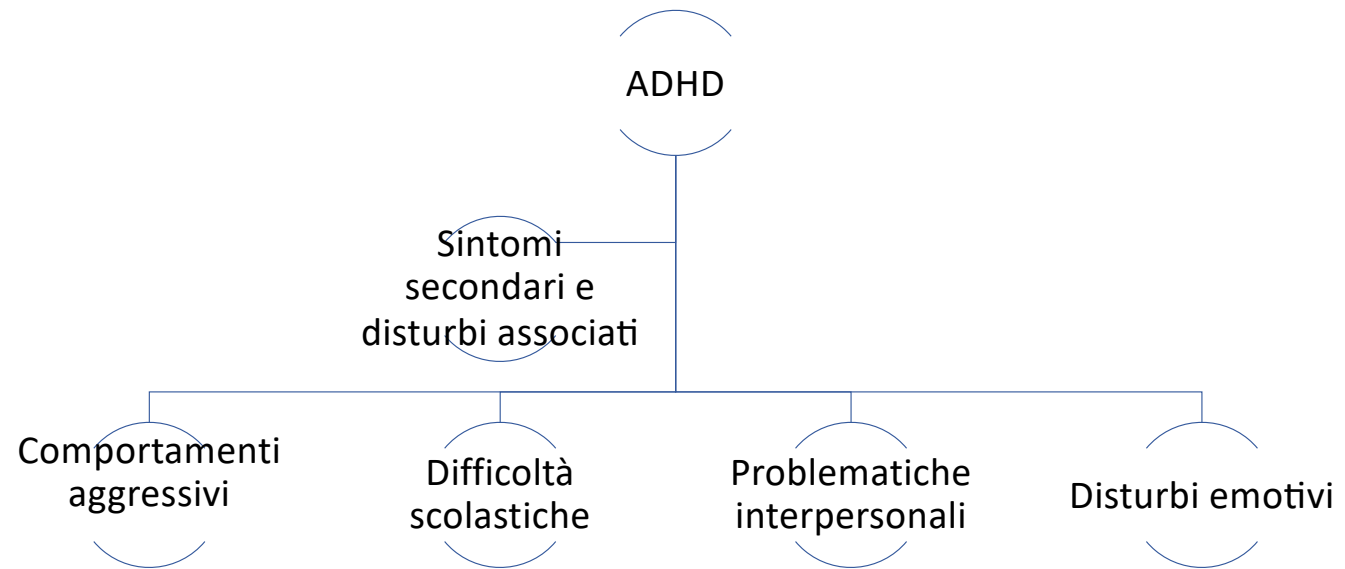 ADHD
Sintomi
secondari e
disturbi associati
Comportamenti
aggressivi
Difficoltà
scolastiche
Problematiche
interpersonali
Disturbi emotivi